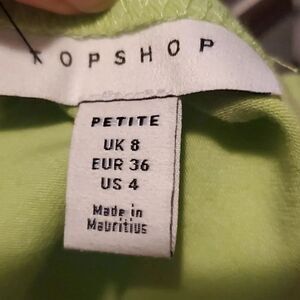 TOPSHOP
PETITE
UK 8
EUR 36
US 4
Made in
Mauritius